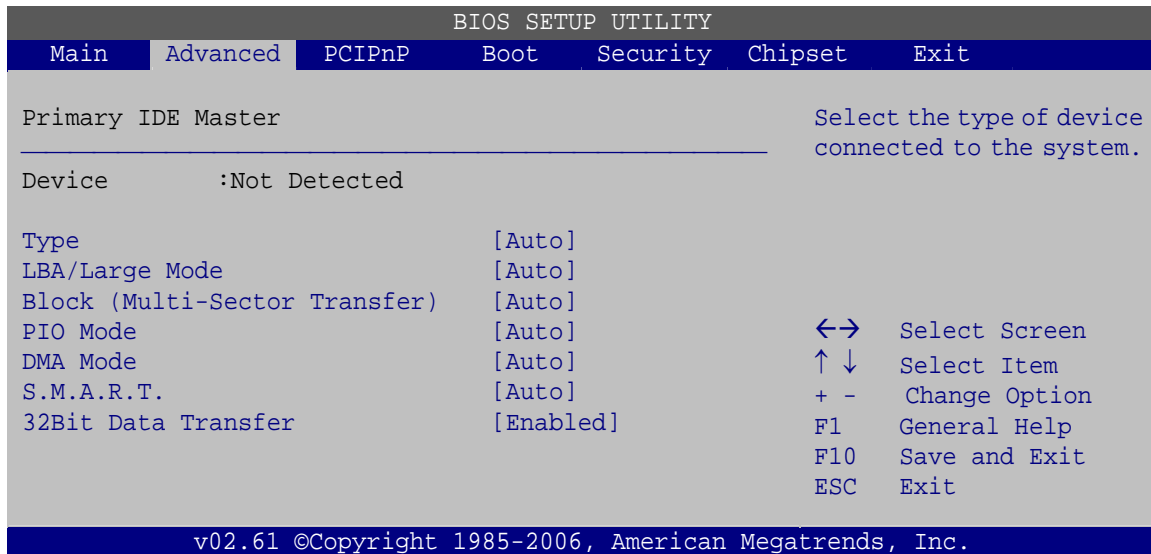 BIOS SETUP UTILITY
Main Advanced PCIPnP Boot Security Chipset Exit
Primary IDE Master
Device :Not Detected
Type [Auto]
LBA/Large Mode [Auto]
Block (Multi-Sector Transfer) [Auto]
PIO Mode [Auto]
DMA Mode [Auto]
S.M.A.R.T. [Auto]
32Bit Data Transfer [Enabled]
Select the type of device
connected to the system.
←→ Select Screen
↑ ↓ Select Item
+ - Change Option
F1 General Help
F10 Save and Exit
ESC Exit
v02.61 ©Copyright 1985-2006, American Megatrends, Inc.